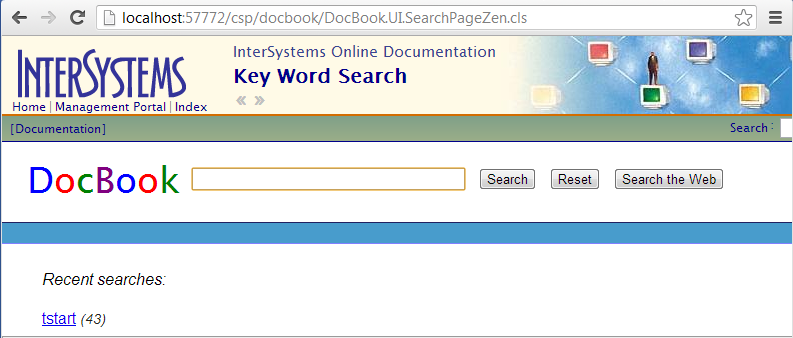 localhost:57772/csp/docbook/DocBook.UI.SearchPageZen.cls
INTERSYSTEMS
InterSystems Online Documentation
Key Word Search
« »
Home | Management Portal | Index
[Documentation]
Search :
DocBook
Search
Reset
Search the Web
Recent searches:
tstart (43)